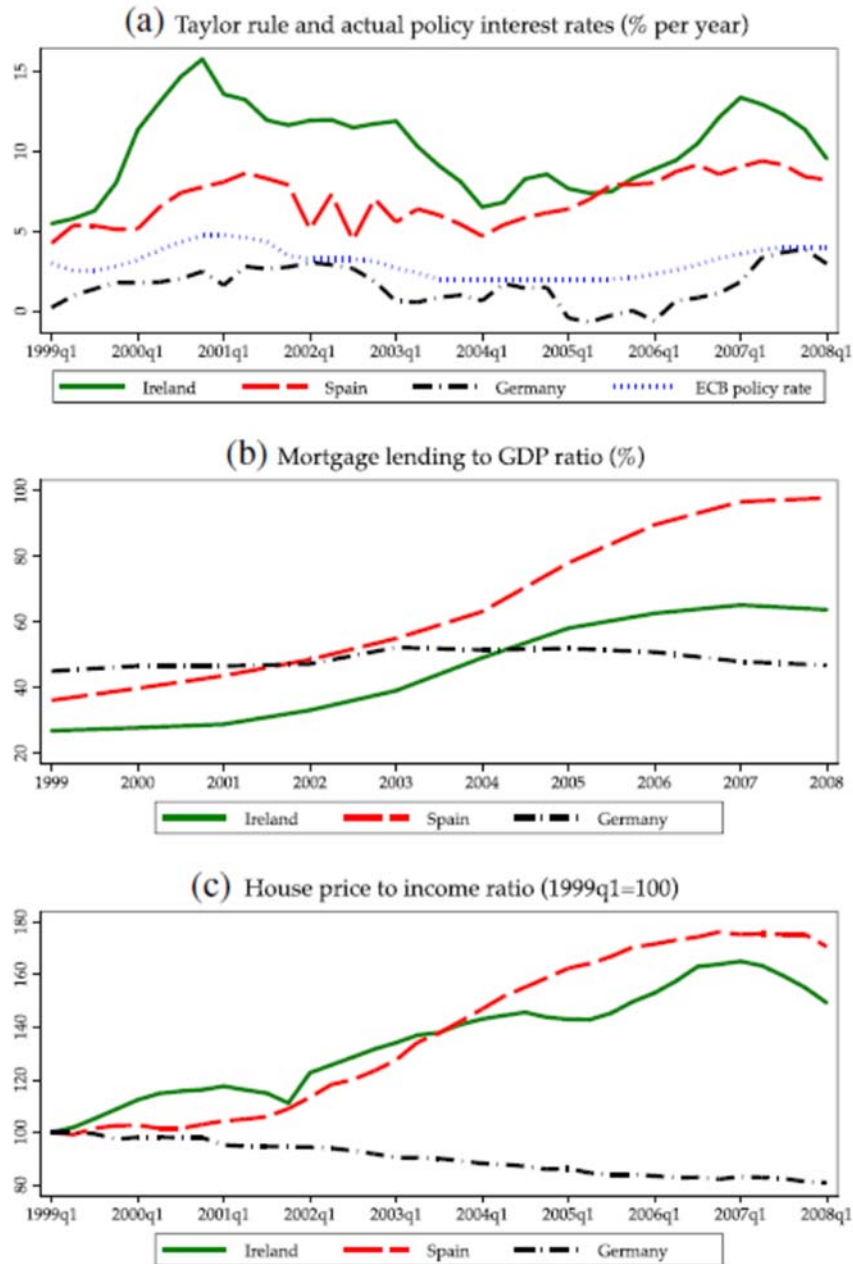 (a) Taylor rule and actual policy interest rates (% per year)
15
10
5
0
1999q1 2000q1 2001q1 2002q1 2003q1 2004q1 2005q1 2006q1 2007q1 2008q1
Ireland Spain Germany ECB policy rate
(b) Mortgage lending to GDP ratio (%)
100
80
60
40
20
1999 2000 2001 2002 2003 2004 2005 2006 2007 2008
Ireland Spain Germany
(c) House price to income ratio (1999q1=100)
180
160
140
120
100
80
1999q1 2000q1 2001q1 2002q1 2003q1 2004q1 2005q1 2006q1 2007q1 2008q1
Ireland Spain Germany